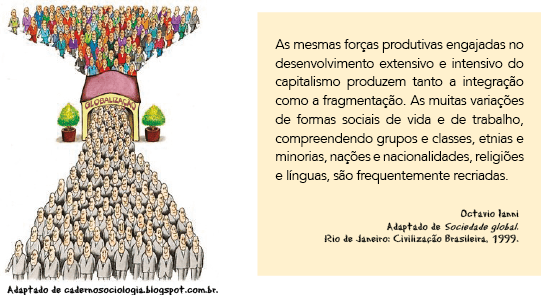 GLOBALIZAÇÃO
Adaptado de cadernosociologia.blogspot.com.br.
As mesmas forças produtivas engajadas no
desenvolvimento extensivo e intensivo do
capitalismo produzem tanto a integração
como a fragmentação. As muitas variações
de formas sociais de vida e de trabalho,
compreendendo grupos e classes, etnias e
minorias, nações e nacionalidades, religiões
e línguas, são frequentemente recriadas.
Octavio Ianni
Adaptado de Sociedade global.
Rio de Janeiro: Civilização Brasileira, 1999.